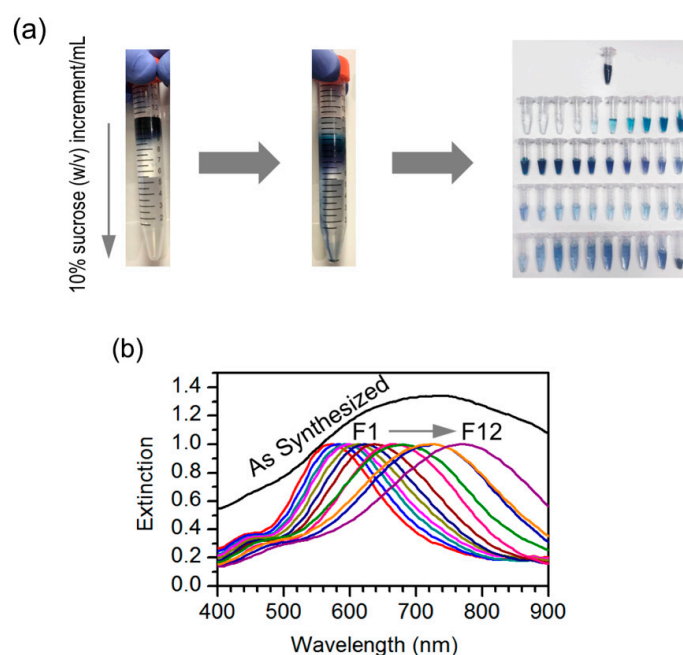 (a)
10% sucrose (w/v) increment/mL
(b)
As Synthesized
F1
F12
Extinction
1.4
1.2
1.0
0.8
0.6
0.4
0.2
0.0
400 500 600 700 800 900
Wavelength (nm)